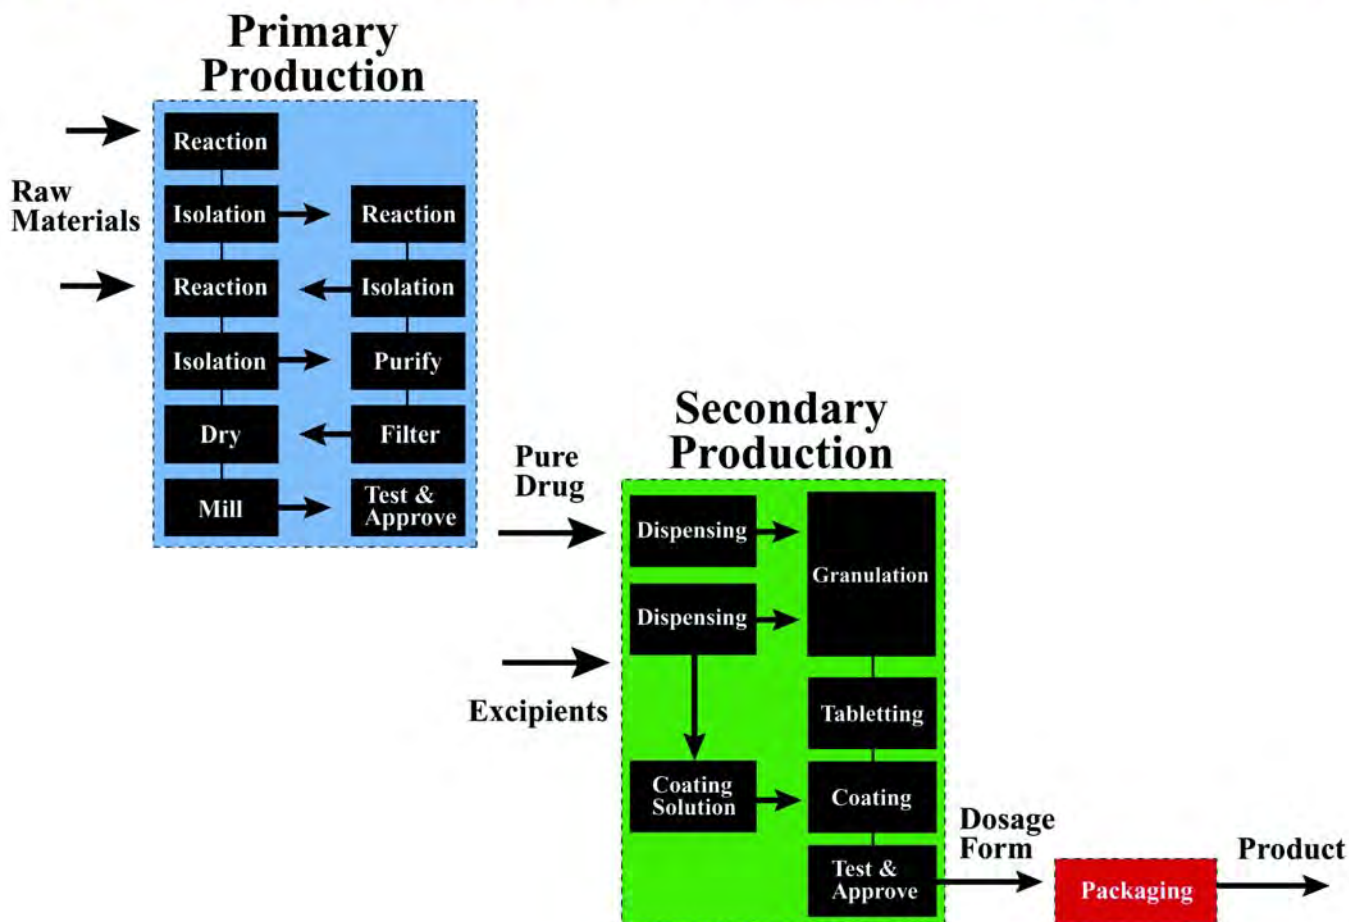 Primary
Production
Reaction
Raw
Materials
Isolation
Reaction
Reaction
Isolation
Isolation
Purify
Dry
Filter
Mill
Test &
Approve
Secondary
Production
Pure
Drug
Dispensing
Granulation
Dispensing
Excipients
Tabletting
Coating
Solution
Coating
Dosage
Form
Test &
Approve
Packaging
Product